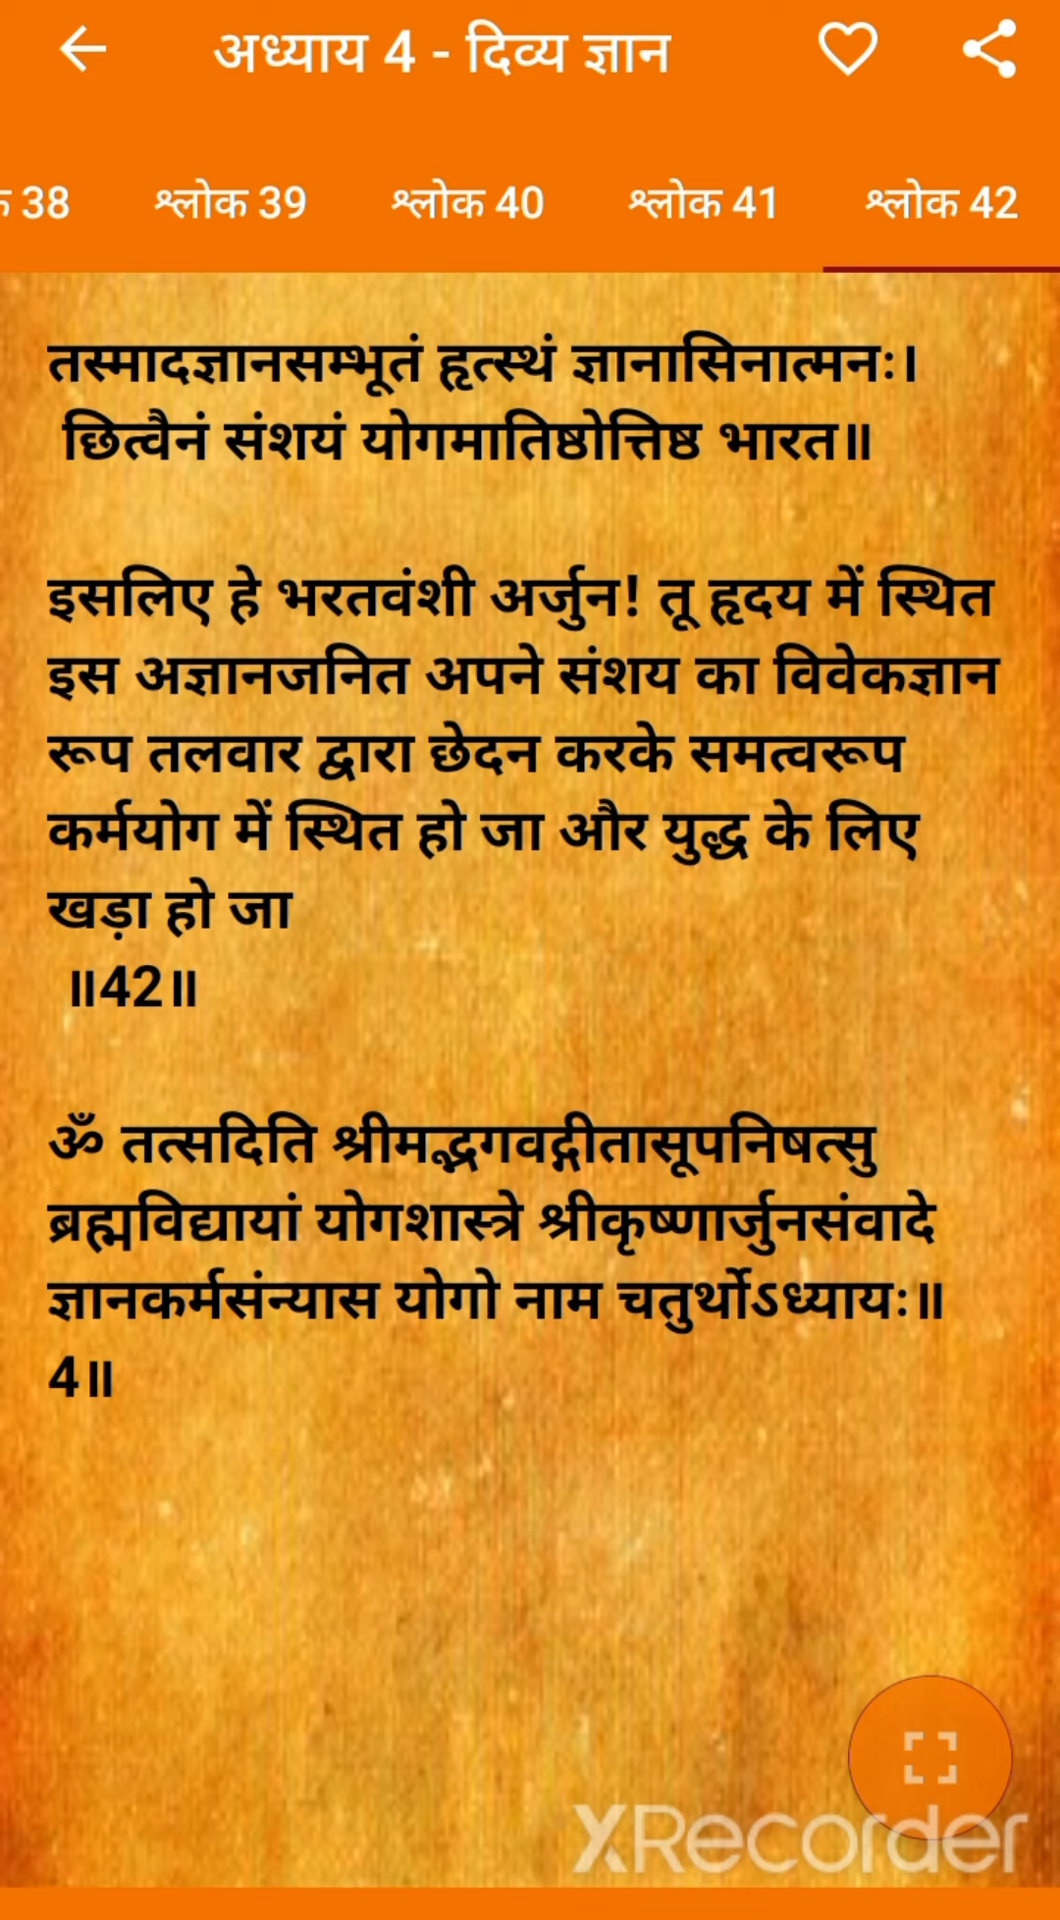 अध्याय 4 - दिव्य ज्ञान
क 38 श्लोक 39 श्लोक 40 श्लोक 41 श्लोक 42
तस्मादज्ञानसम्भूतं हृत्स्थं ज्ञानासिनात्मनः।
छित्वैनं संशयं योगमातिष्ठोत्तिष्ठ भारत॥
इसलिए हे भरतवंशी अर्जुन! तू हृदय में स्थित
इस अज्ञानजनित अपने संशय का विवेकज्ञान
रूप तलवार द्वारा छेदन करके समत्वरूप
कर्मयोग में स्थित हो जा और युद्ध के लिए
खड़ा हो जा
॥42॥
ॐ तत्सदिति श्रीमद्भगवद्गीतासूपनिषत्सु
ब्रह्मविद्यायां योगशास्त्रे श्रीकृष्णार्जुनसंवादे
ज्ञानकर्मसंन्यास योगो नाम चतुर्थोऽध्यायः॥
4॥
XRecorder